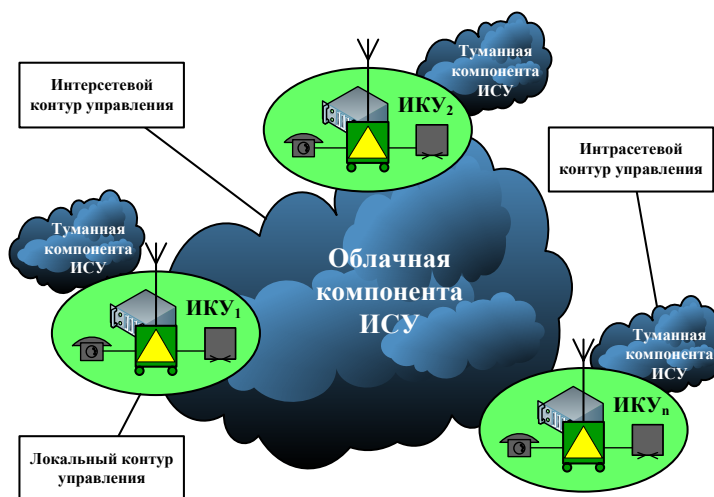 Туманная
компонента
ИСУ
Интерсетевой
контур управления
ИКУ2
Интрасетевой
контур управления
Туманная
компонента
ИСУ
Облачная
компонента
ИСУ
ИКУ1
Туманная
компонента
ИСУ
ИКУn
Локальный контур
управления